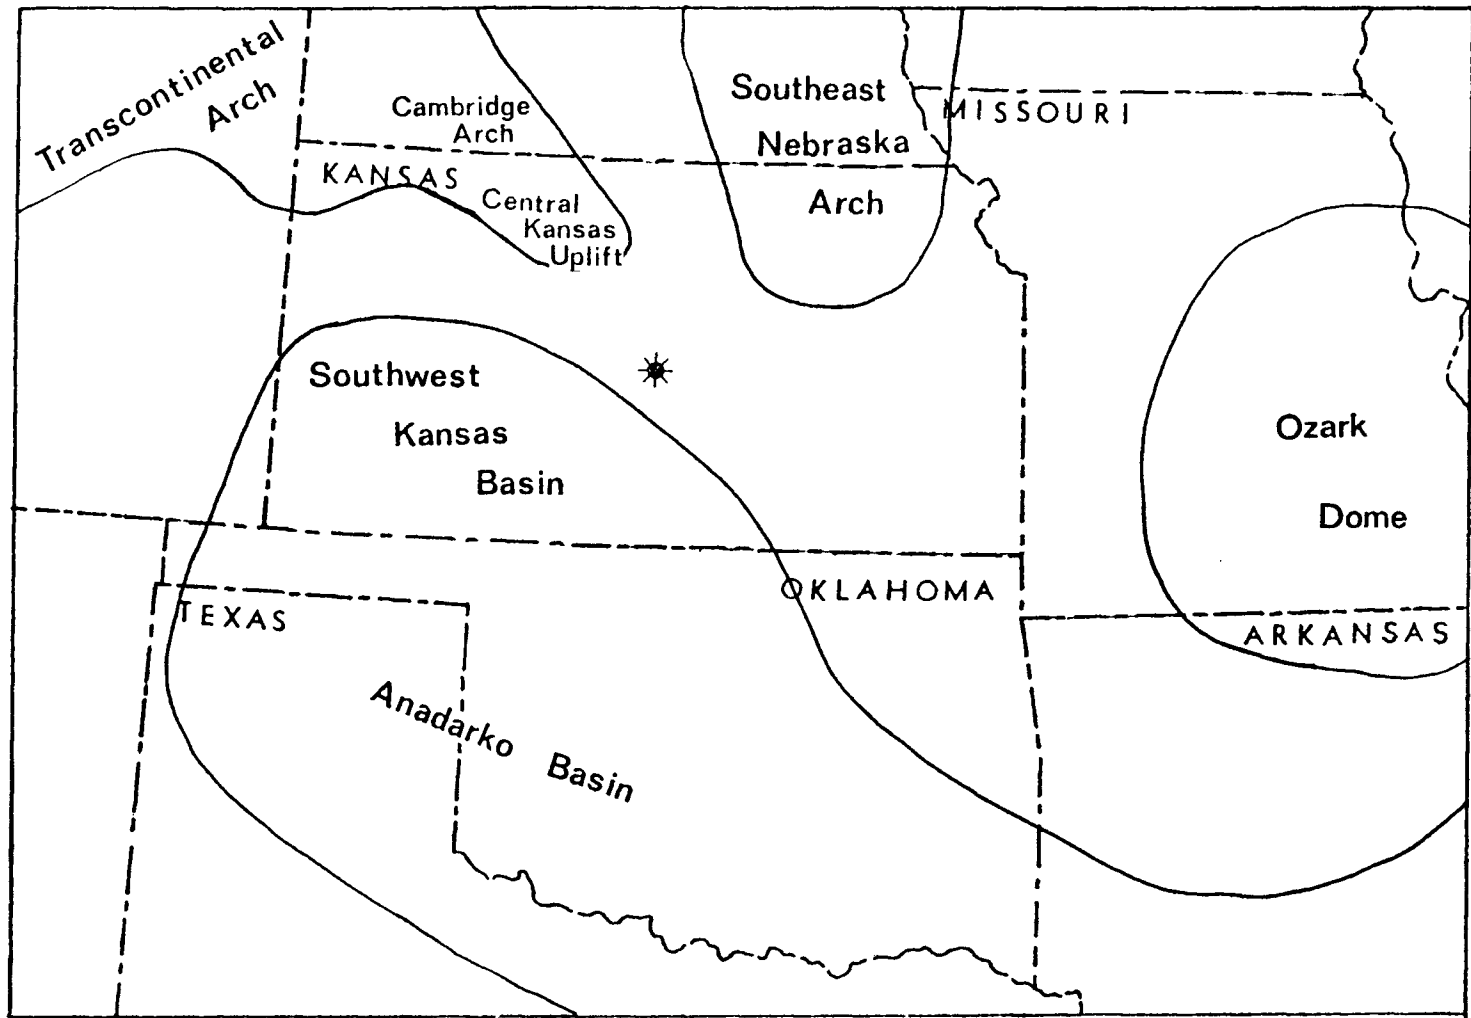 Transcontinental
Arch
Cambridge
Arch
Southeast
Nebraska
Arch
MISSOURI
KANSAS
Central
Kansas
Uplift
Southwest
Kansas
Basin
Ozark
Dome
OKLAHOMA
TEXAS
ARKANSAS
Anadarko Basin